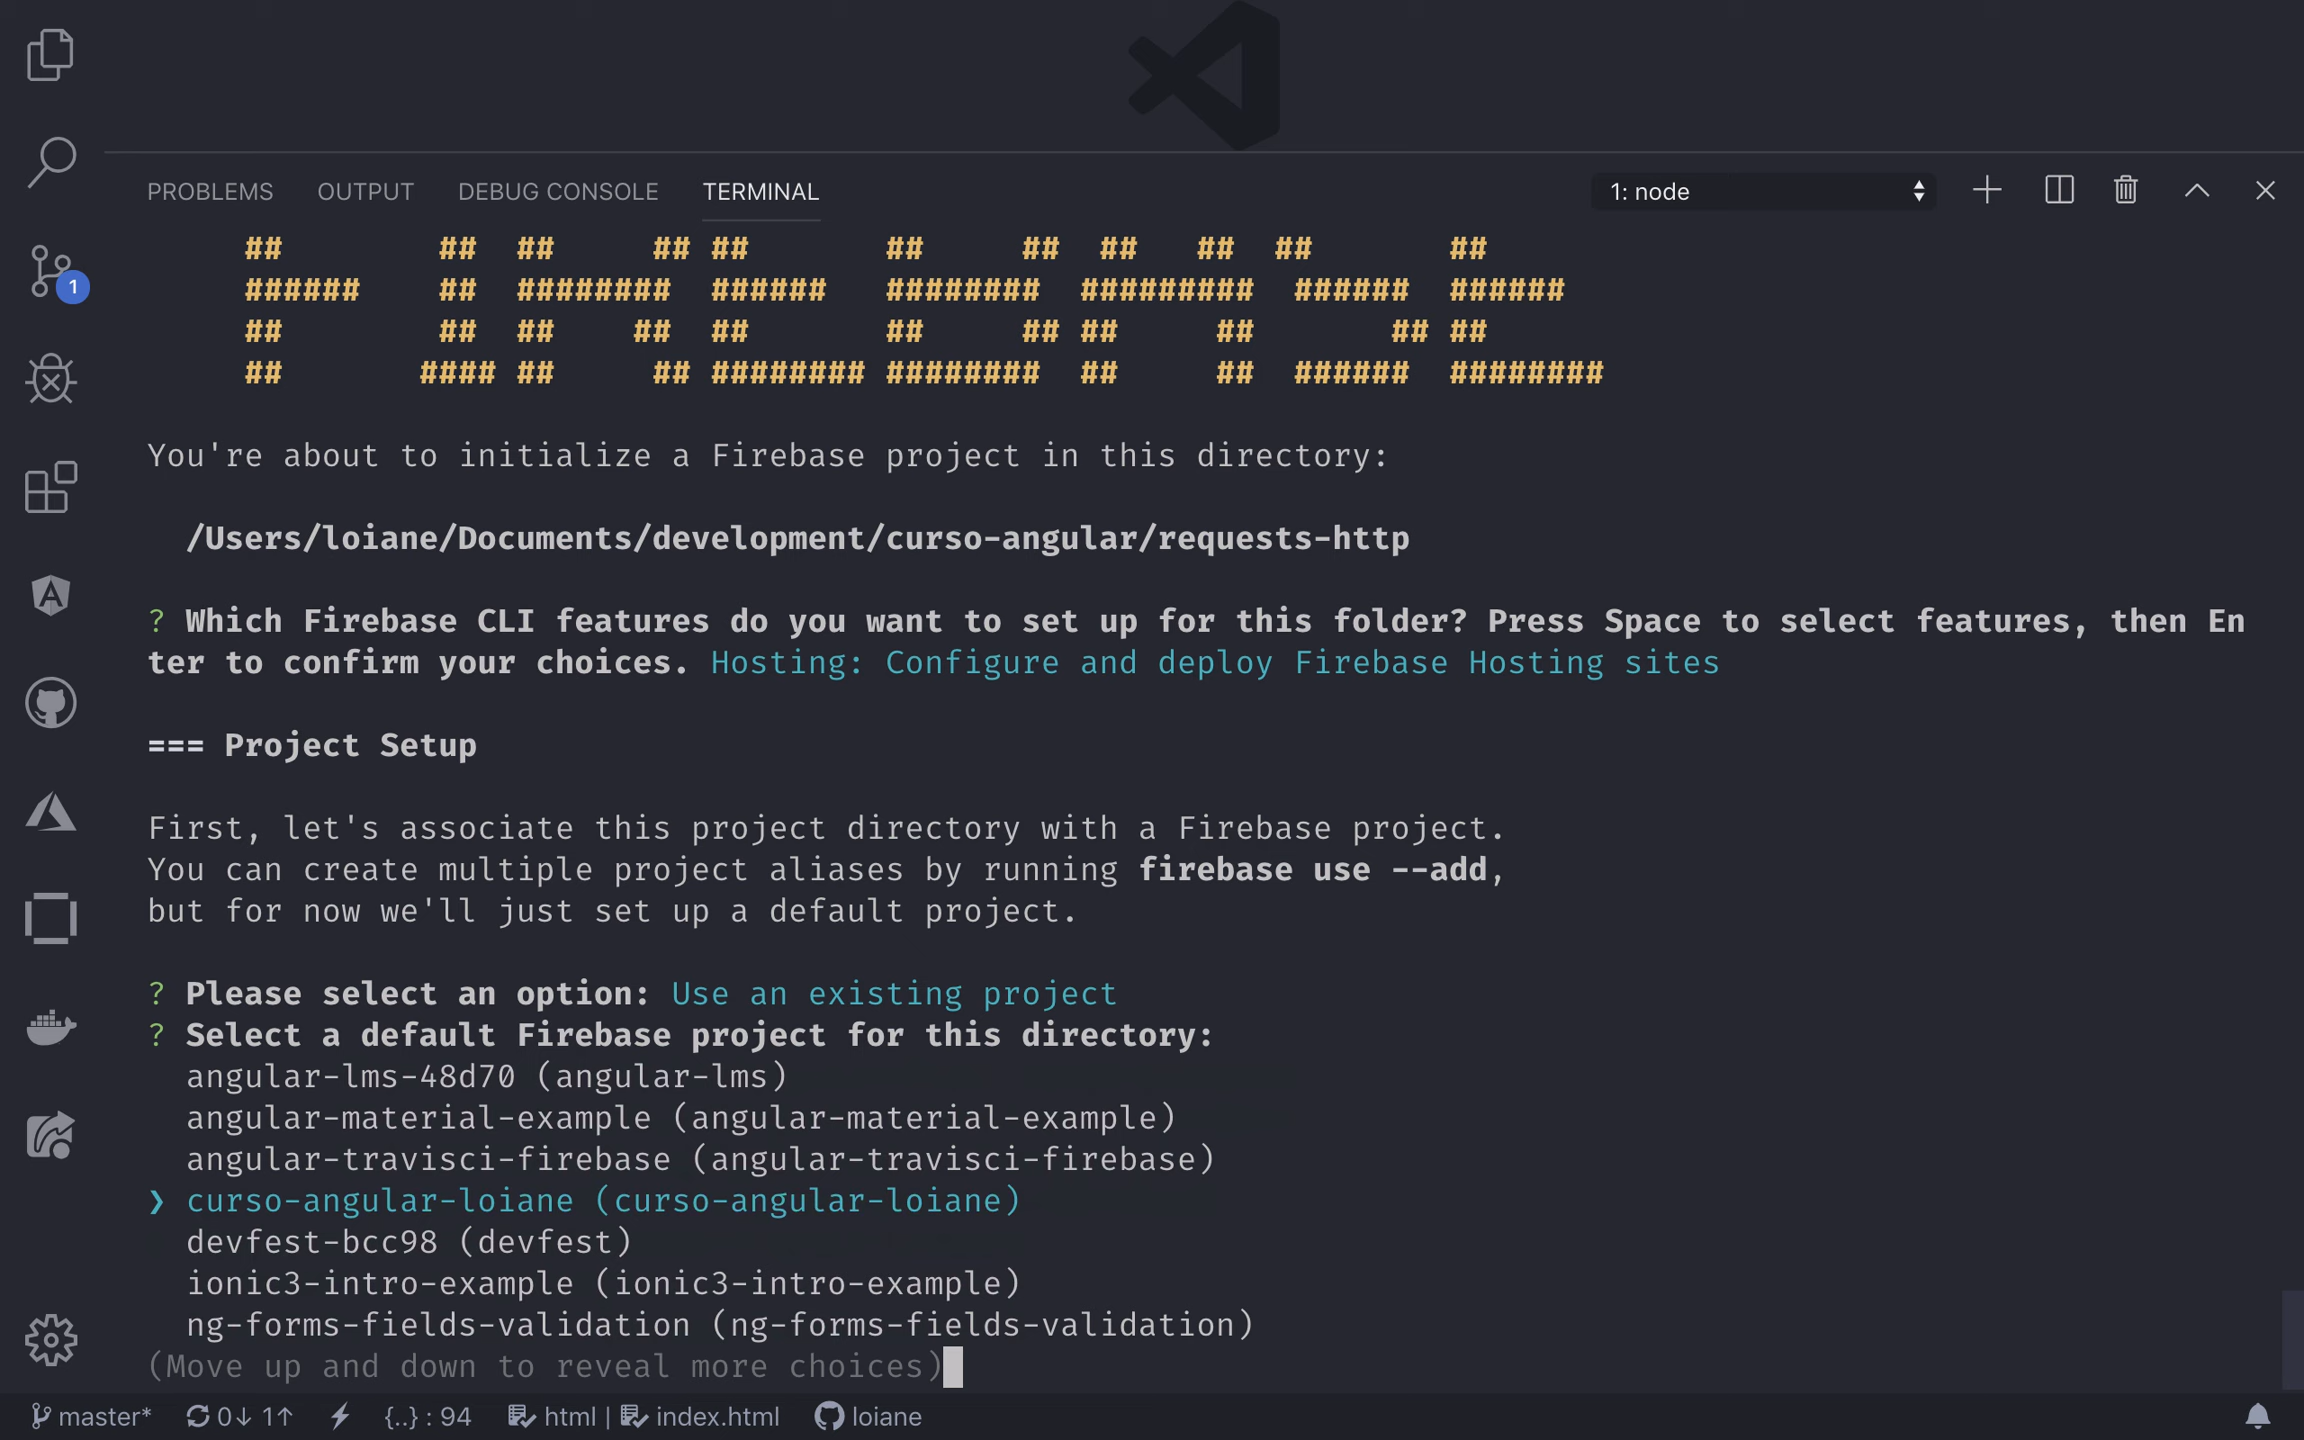 1
PROBLEMS OUTPUT DEBUG CONSOLE TERMINAL 1: node
##        ##  ##     ## ##       ##     ##  ##   ##  ##       ##
######    ##  ########  ######   ########  #########  ######  ######
##        ##  ##    ##  ##       ##     ## ##     ##       ## ##
##       #### ##     ## ######## ########  ##     ##  ######  ########
You're about to initialize a Firebase project in this directory:
/Users/loiane/Documents/development/curso-angular/requests-http
? Which Firebase CLI features do you want to set up for this folder? Press Space to select features, then En
ter to confirm your choices. Hosting: Configure and deploy Firebase Hosting sites
=== Project Setup
First, let's associate this project directory with a Firebase project.
You can create multiple project aliases by running firebase use --add,
but for now we'll just set up a default project.
? Please select an option: Use an existing project
? Select a default Firebase project for this directory:
angular-lms-48d70 (angular-lms)
angular-material-example (angular-material-example)
angular-travisci-firebase (angular-travisci-firebase)
❯ curso-angular-loiane (curso-angular-loiane)
devfest-bcc98 (devfest)
ionic3-intro-example (ionic3-intro-example)
ng-forms-fields-validation (ng-forms-fields-validation)
(Move up and down to reveal more choices)
master* 0↓ 1↑ {..} : 94 html | index.html loiane